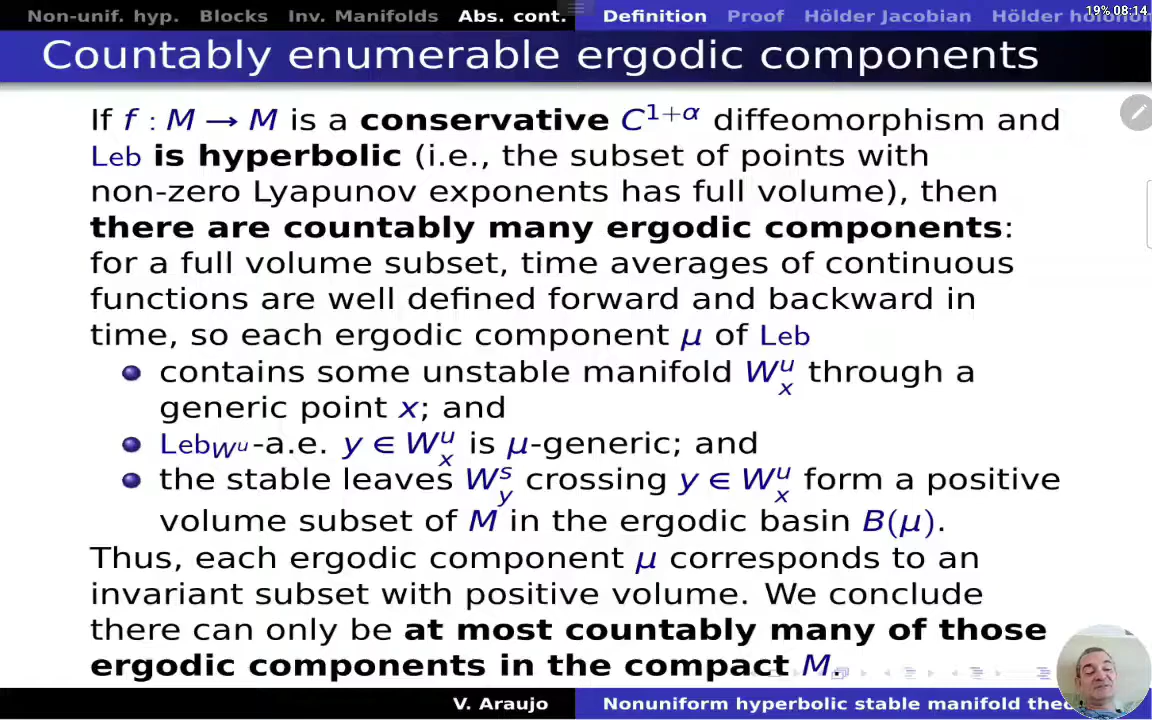 Non-unif. hyp. Blocks Inv. Manifolds Abs. cont. Definition Proof Hölder Jacobian Hölder
19% 08:14
Countably enumerable ergodic components
If f : M → M is a conservative C^{1+α} diffeomorphism and
Leb is hyperbolic (i.e., the subset of points with
non-zero Lyapunov exponents has full volume), then
there are countably many ergodic components:
for a full volume subset, time averages of continuous
functions are well defined forward and backward in
time, so each ergodic component μ of Leb
contains some unstable manifold W^u_x through a
generic point x; and
Leb_{W^u}-a.e. y ∈ W^u_x is μ-generic; and
the stable leaves W^s_y crossing y ∈ W^u_x form a positive
volume subset of M in the ergodic basin B(μ).
Thus, each ergodic component μ corresponds to an
invariant subset with positive volume. We conclude
there can only be at most countably many of those
ergodic components in the compact M.
V. Araujo Nonuniform hyperbolic stable manifold